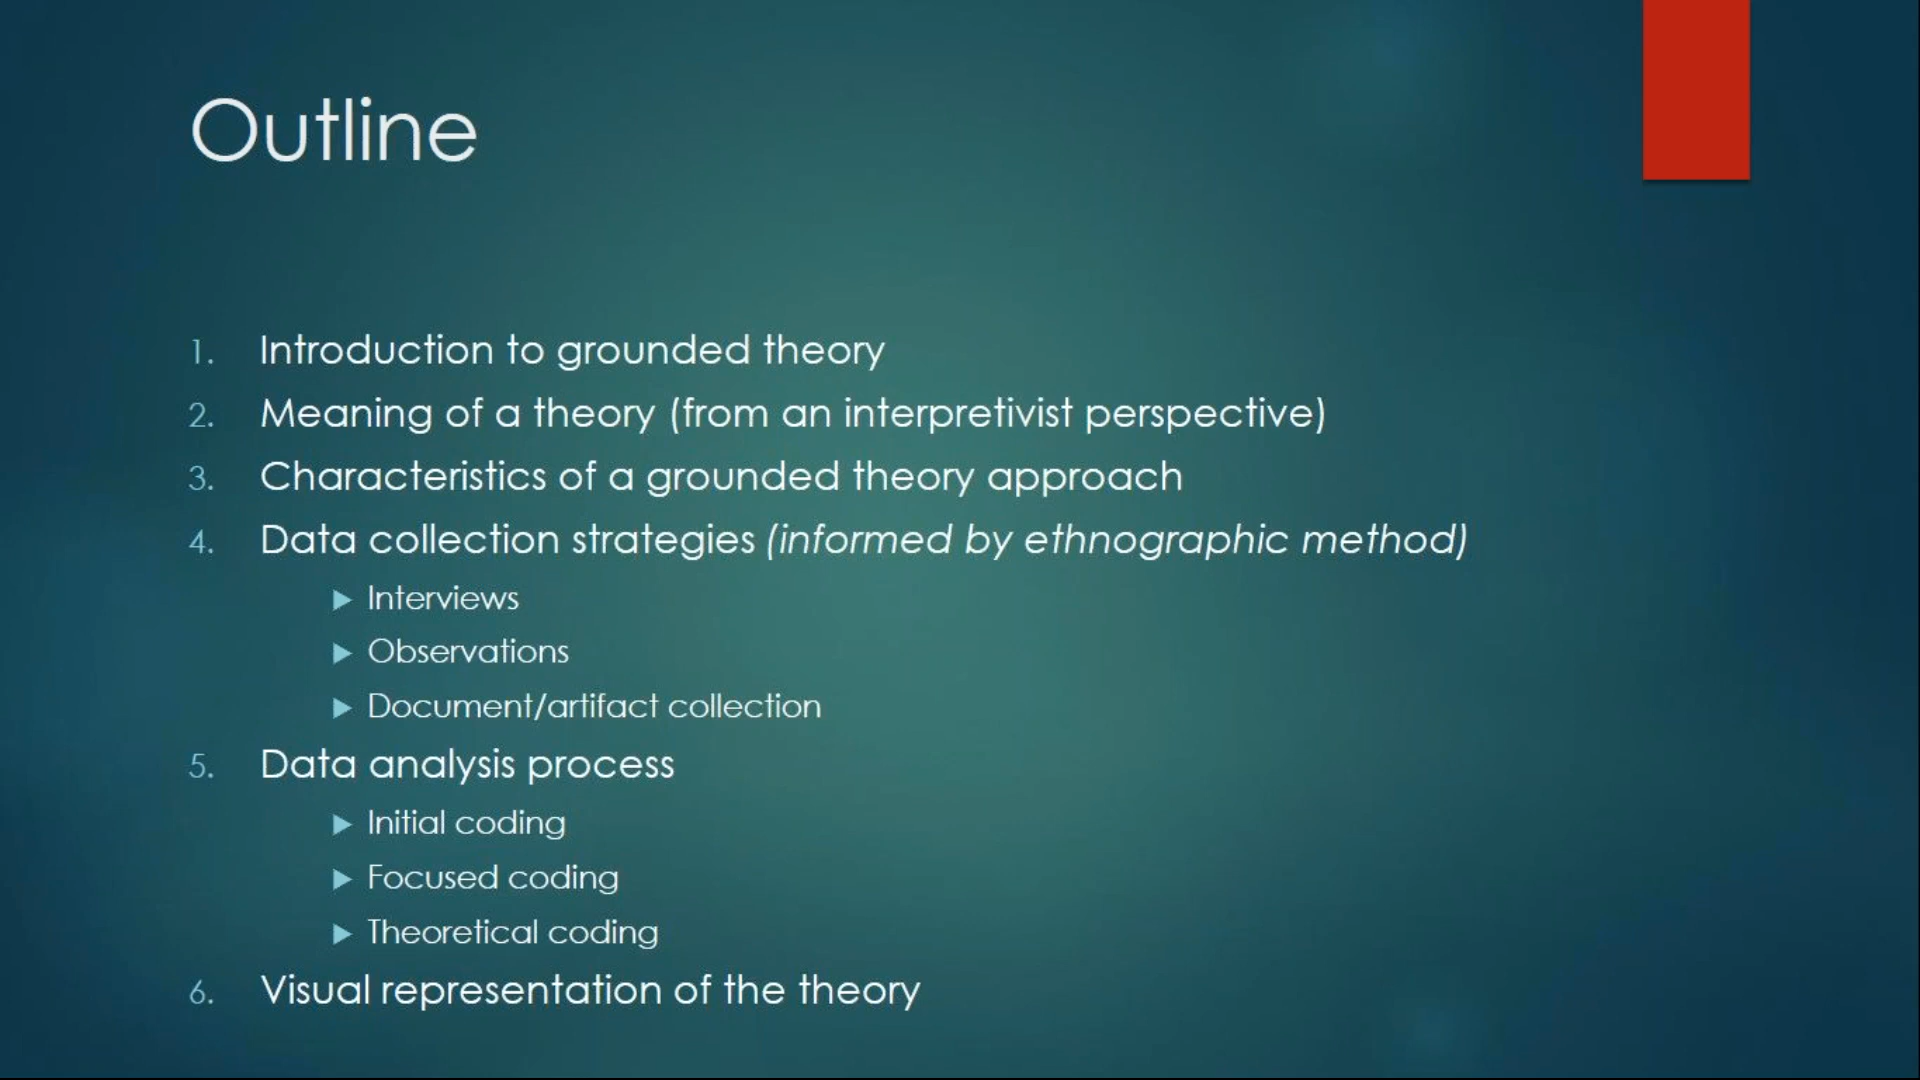 Outline
1. Introduction to grounded theory
2. Meaning of a theory (from an interpretivist perspective)
3. Characteristics of a grounded theory approach
4. Data collection strategies (informed by ethnographic method)
Interviews
Observations
Document/artifact collection
5. Data analysis process
Initial coding
Focused coding
Theoretical coding
6. Visual representation of the theory